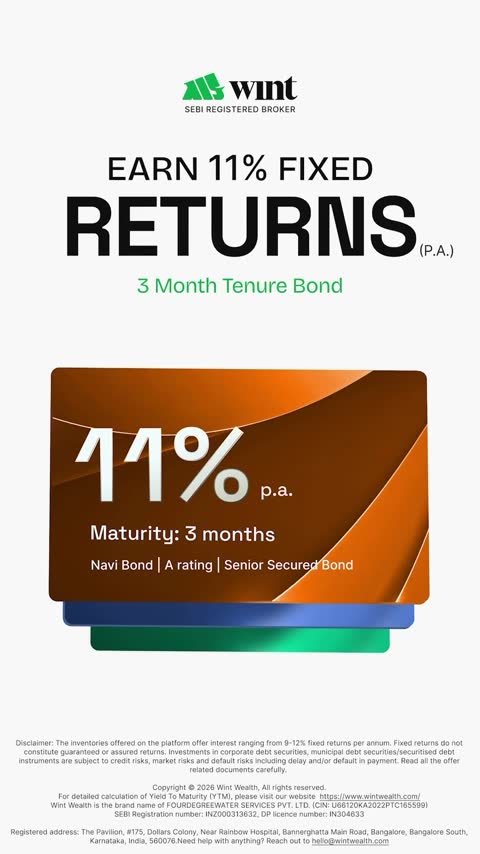 wint
SEBI REGISTERED BROKER
EARN 11% FIXED
RETURNS (P.A.)
3 Month Tenure Bond
11% p.a.
Maturity: 3 months
Navi Bond | A rating | Senior Secured Bond
Disclaimer: The inventories offered on the platform offer interest ranging from 9-12% fixed returns per annum. Fixed returns do not
constitute guaranteed or assured returns. Investments in corporate debt securities, municipal debt securities/securitised debt
instruments are subject to credit risks, market risks and default risks including delay and/or default in payment. Read all the offer
related documents carefully.
Copyright © 2026 Wint Wealth, All rights reserved.
For detailed calculation of Yield To Maturity (YTM), please visit our website https://www.wintwealth.com/
Wint Wealth is the brand name of FOURDEGREEWATER SERVICES PVT. LTD. (CIN: U66120KA2022PTC165599)
SEBI Registration number: INZ000313632, DP licence number: IN304633
Registered address: The Pavilion, #175, Dollars Colony, Near Rainbow Hospital, Bannerghatta Main Road, Bangalore, Bangalore South,
Karnataka, India, 560076.Need help with anything? Reach out to hello@wintwealth.com